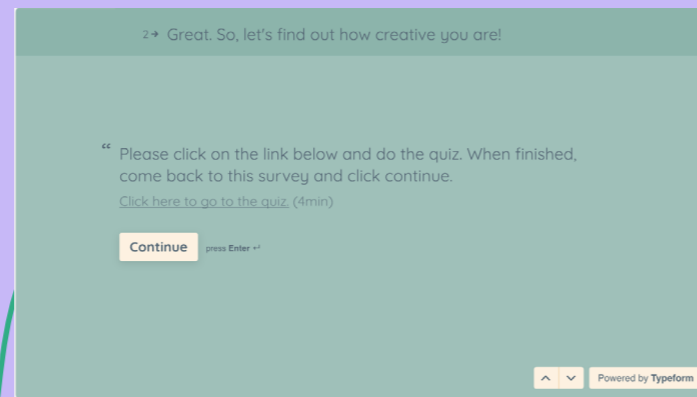 2→ Great. So, let's find out how creative you are!
“ Please click on the link below and do the quiz. When finished,
come back to this survey and click continue.
Click here to go to the quiz. (4min)
Continue press Enter ↵
Powered by Typeform